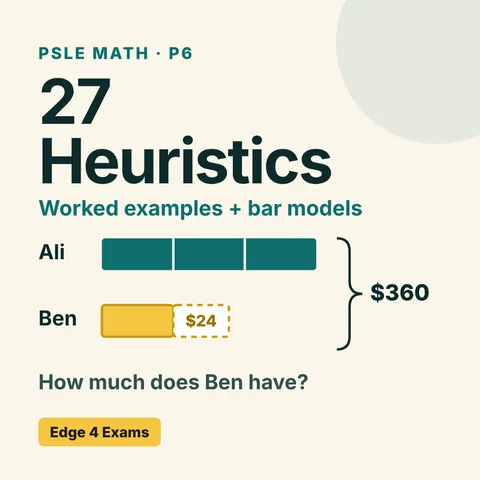 PSLE MATH · P6
27
Heuristics
Worked examples + bar models
Ali
Ben
$24
$360
How much does Ben have?
Edge 4 Exams